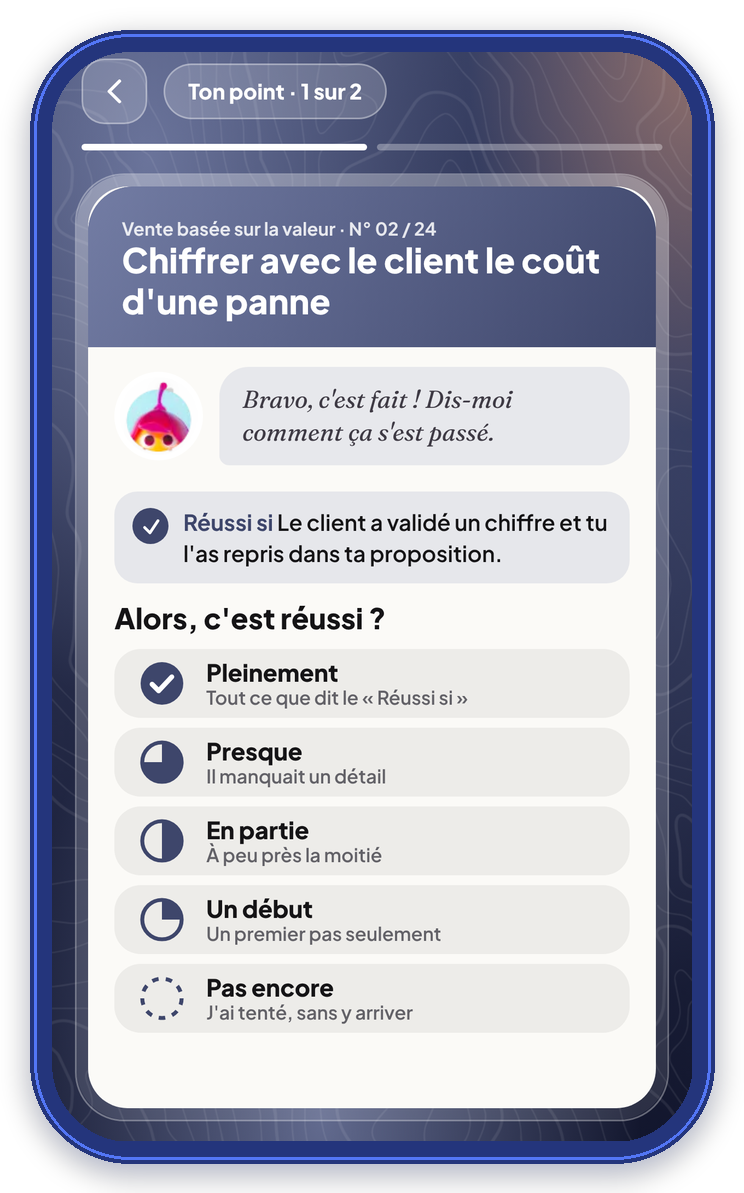 Ton point · 1 sur 2
Vente basée sur la valeur · N° 02 / 24
Chiffrer avec le client le coût
d'une panne
Bravo, c'est fait ! Dis-moi
comment ça s'est passé.
Réussi si Le client a validé un chiffre et tu
l'as repris dans ta proposition.
Alors, c'est réussi ?
Pleinement
Tout ce que dit le « Réussi si »
Presque
Il manquait un détail
En partie
À peu près la moitié
Un début
Un premier pas seulement
Pas encore
J'ai tenté, sans y arriver